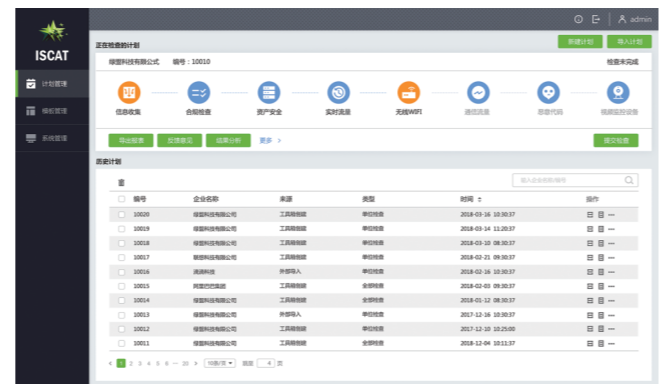 admin
ISCAT
计划管理
模板管理
系统管理
正在检查的计划
新建计划 导入计划
绿盟科技有限公式 编号：10010 检查未完成
信息收集 合规检查 资产安全 实时流量 无线WIFI 通信流量 恶意代码 视频监控设备
导出报表 反馈意见 结果分析 更多 > 提交检查
历史计划
输入企业名称/编号
编号 企业名称 来源 类型 时间 操作
10020 绿盟科技有限公司 工具箱创建 单位检查 2018-03-16 10:30:37
10019 绿盟科技有限公司 工具箱创建 单位检查 2018-03-14 11:20:37
10018 绿盟科技有限公司 工具箱创建 单位检查 2018-03-10 08:30:37
10017 联想科技有限公司 工具箱创建 单位检查 2018-02-21 09:30:37
10016 滴滴科技 外部导入 单位检查 2018-02-16 10:30:37
10015 阿里巴巴集团 工具箱创建 全部检查 2018-02-03 09:30:37
10014 绿盟科技有限公司 工具箱创建 全部检查 2018-01-12 08:30:37
10013 绿盟科技有限公司 外部导入 单位检查 2017-12-16 10:30:37
10012 绿盟科技有限公司 工具箱创建 单位检查 2017-12-10 10:25:00
10011 绿盟科技有限公司 工具箱创建 全部检查 2018-12-04 10:11:37
< 1 2 3 4 5 6 — 20 > 10条/页 跳至 4 页